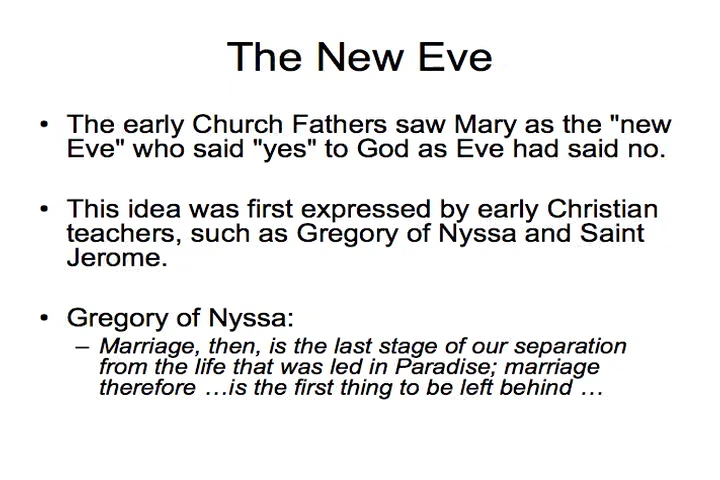 The New Eve
• The early Church Fathers saw Mary as the "new
Eve" who said "yes" to God as Eve had said no.
• This idea was first expressed by early Christian
teachers, such as Gregory of Nyssa and Saint
Jerome.
• Gregory of Nyssa:
– Marriage, then, is the last stage of our separation
from the life that was led in Paradise; marriage
therefore …is the first thing to be left behind …